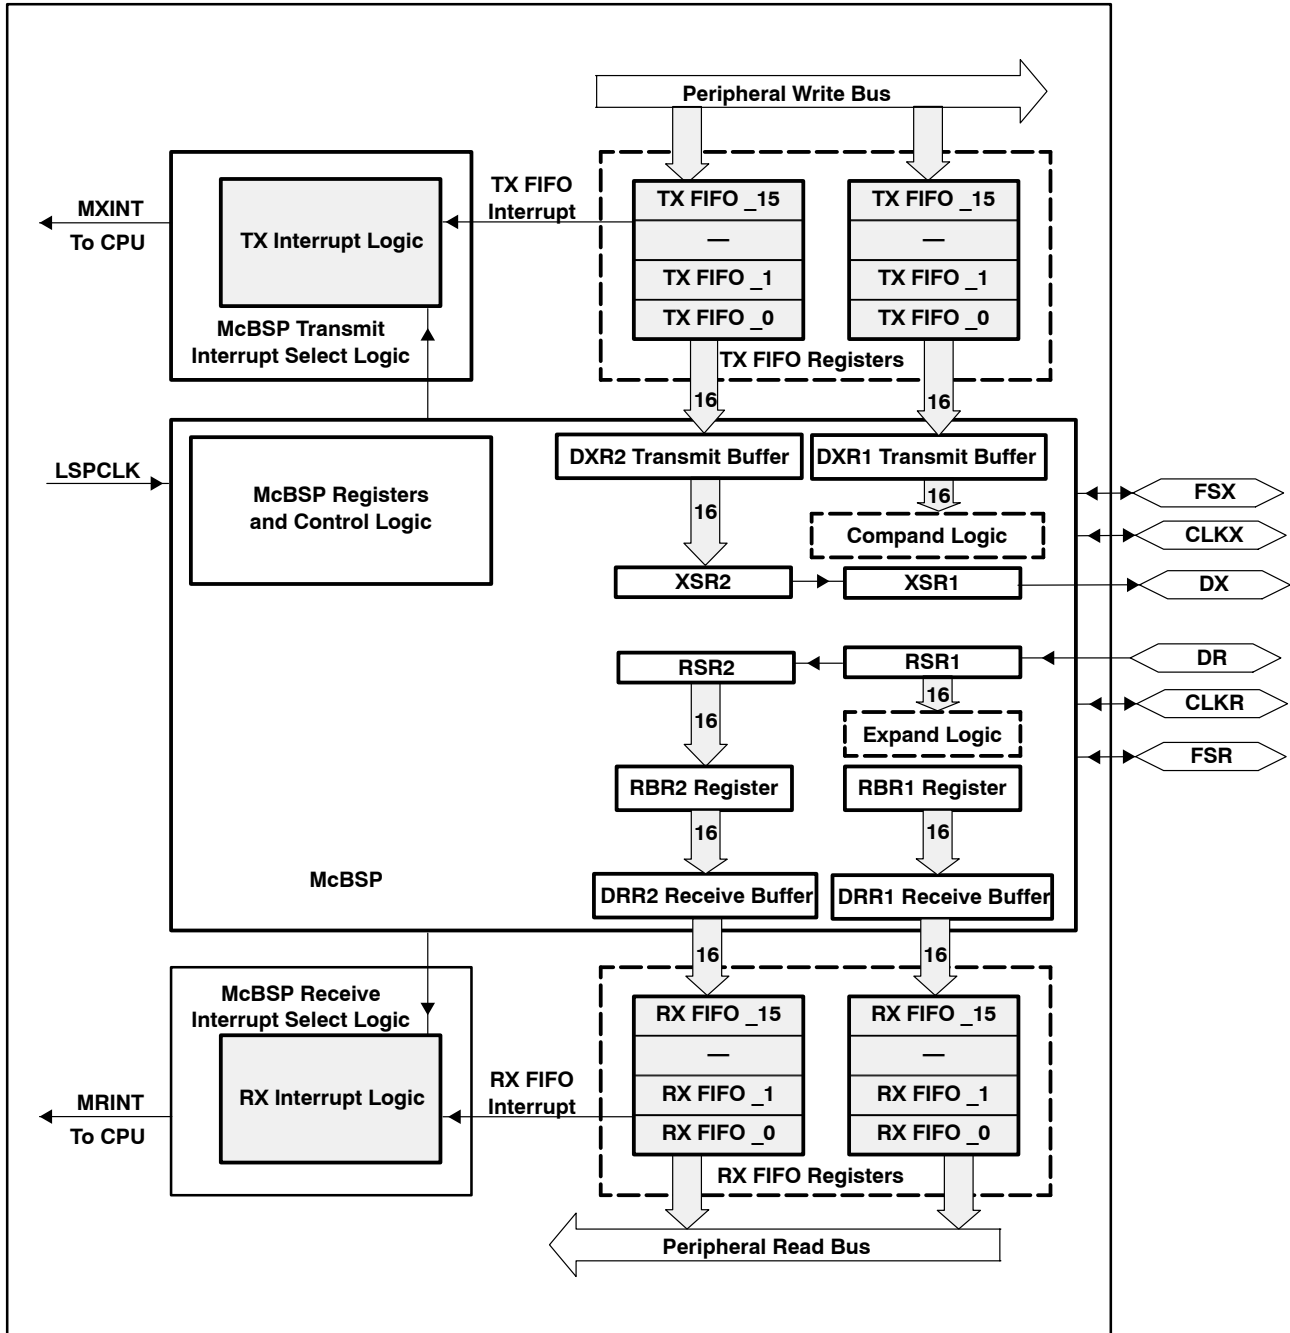 Peripheral Write Bus
MXINT
To CPU
TX Interrupt Logic
McBSP Transmit
Interrupt Select Logic
TX FIFO
Interrupt
TX FIFO _15
—
TX FIFO _1
TX FIFO _0
TX FIFO _15
—
TX FIFO _1
TX FIFO _0
TX FIFO Registers
16
16
LSPCLK
McBSP Registers
and Control Logic
DXR2 Transmit Buffer
DXR1 Transmit Buffer
16
16
Compand Logic
XSR2
XSR1
FSX
CLKX
DX
DR
CLKR
FSR
RSR2
RSR1
16
16
Expand Logic
RBR2 Register
RBR1 Register
16
16
McBSP
DRR2 Receive Buffer
DRR1 Receive Buffer
16
16
McBSP Receive
Interrupt Select Logic
RX Interrupt Logic
MRINT
To CPU
RX FIFO
Interrupt
RX FIFO _15
—
RX FIFO _1
RX FIFO _0
RX FIFO _15
—
RX FIFO _1
RX FIFO _0
RX FIFO Registers
Peripheral Read Bus